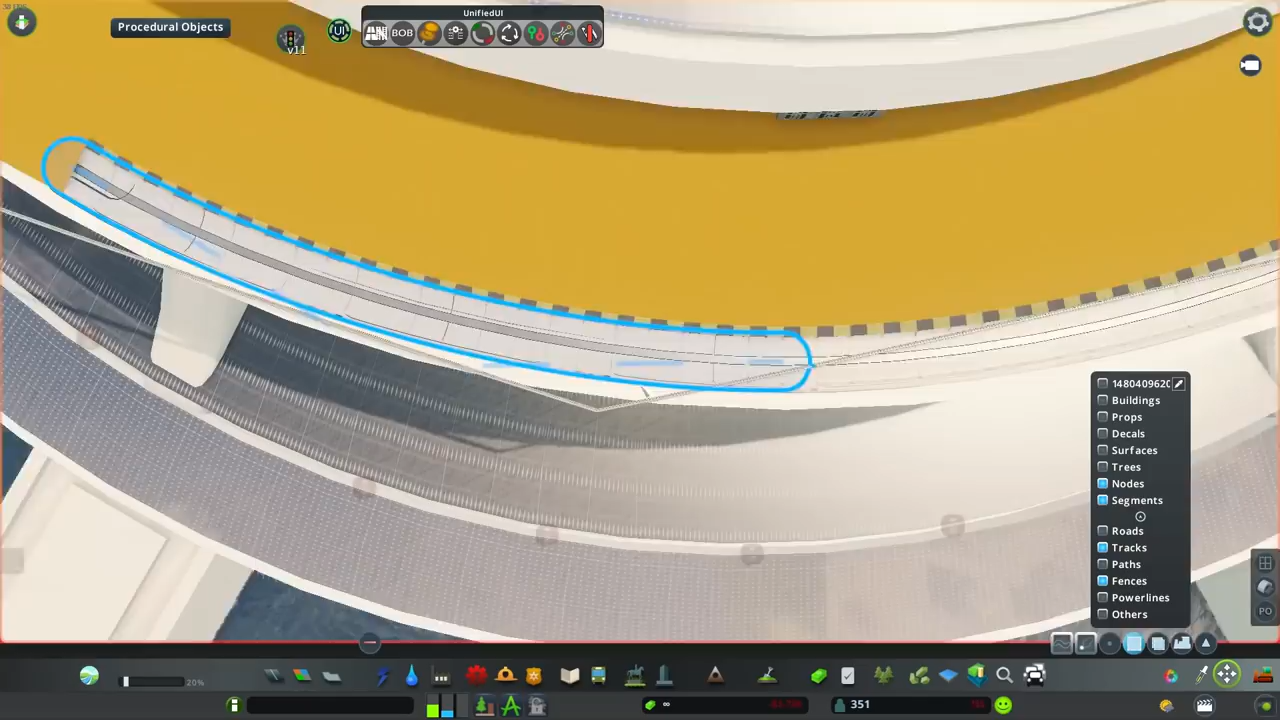 Procedural Objects
v11
UI
UnifiedUI
BOB
1480409620
Buildings
Props
Decals
Surfaces
Trees
Nodes
Segments
Roads
Tracks
Paths
Fences
Powerlines
Others
PO
20%
∞
351